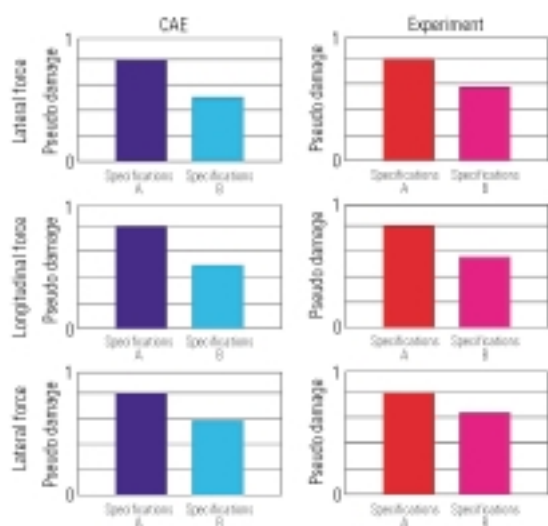 CAE
Experiment
Lateral force
Pseudo damage
1
0
Specifications A
Specifications B
Pseudo damage
1
0
Specifications A
Specifications B
Longitudinal force
Pseudo damage
1
0
Specifications A
Specifications B
Pseudo damage
1
0
Specifications A
Specifications B
Lateral force
Pseudo damage
1
0
Specifications A
Specifications B
Pseudo damage
1
0
Specifications A
Specifications B